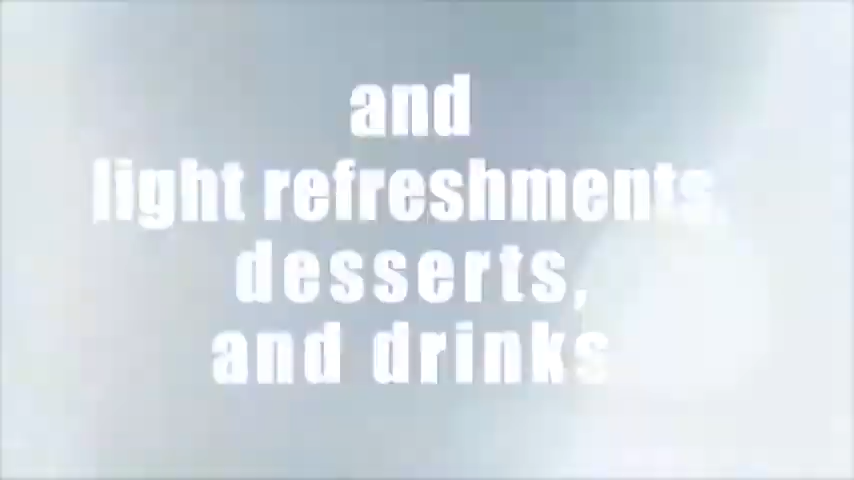 and
light refreshments,
desserts,
and drinks